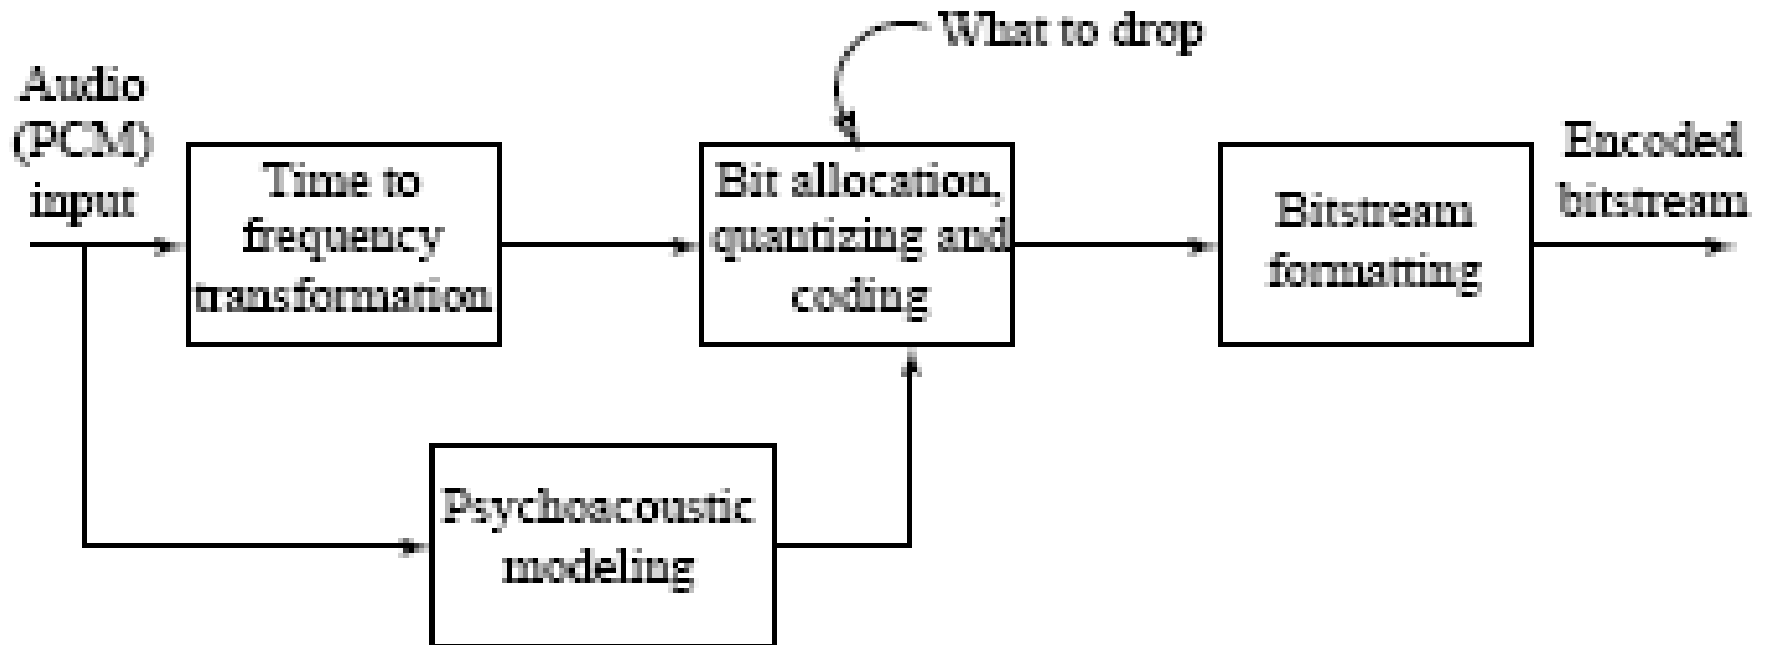 What to drop
Audio
(PCM)
input
Time to
frequency
transformation
Bit allocation,
quantizing and
coding
Bitstream
formatting
Encoded
bitstream
Psychoacoustic
modeling